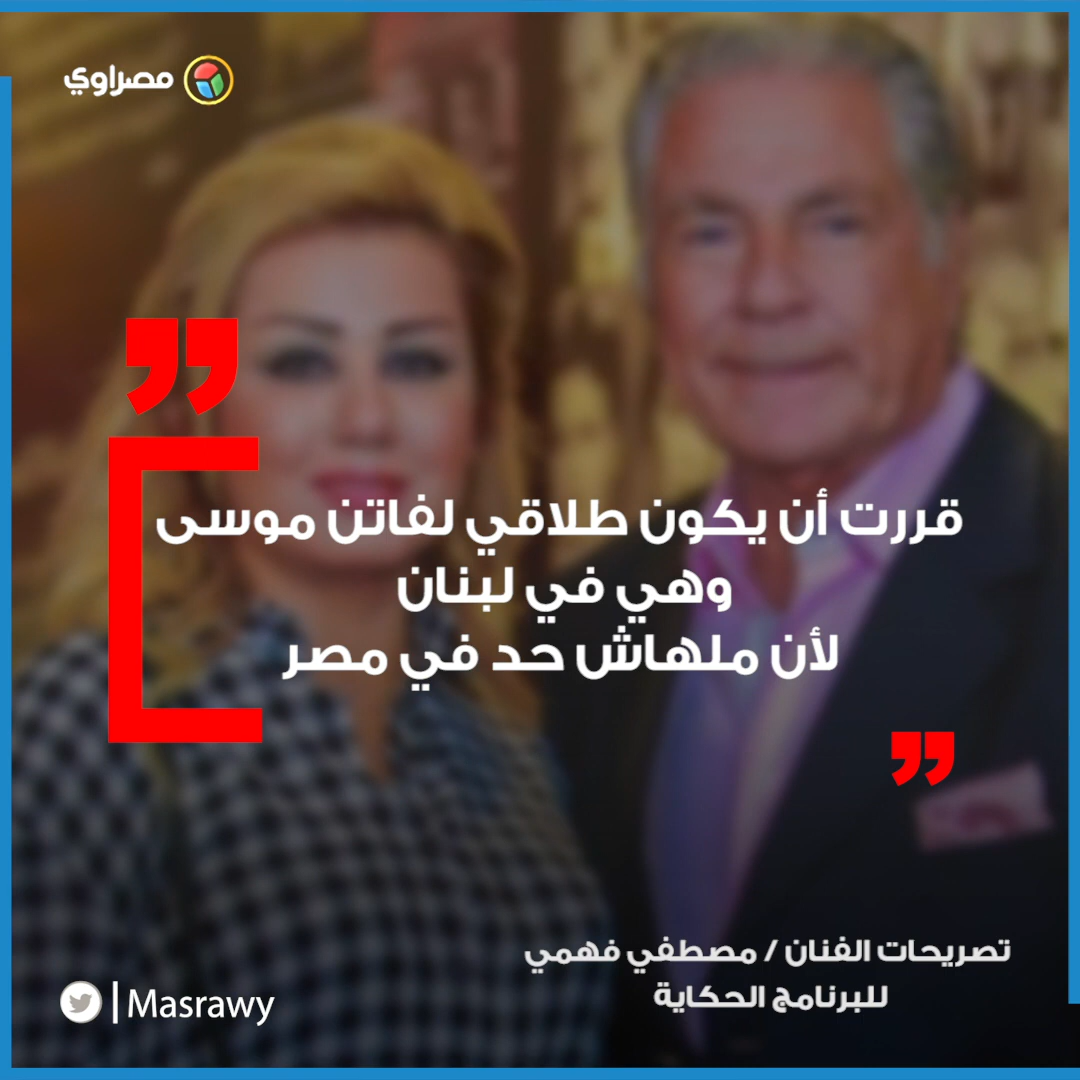 مصراوي
قررت أن يكون طلاقي لفاتن موسى
وهي في لبنان
لأن ملهاش حد في مصر
تصريحات الفنان / مصطفي فهمي
للبرنامج الحكاية
Masrawy